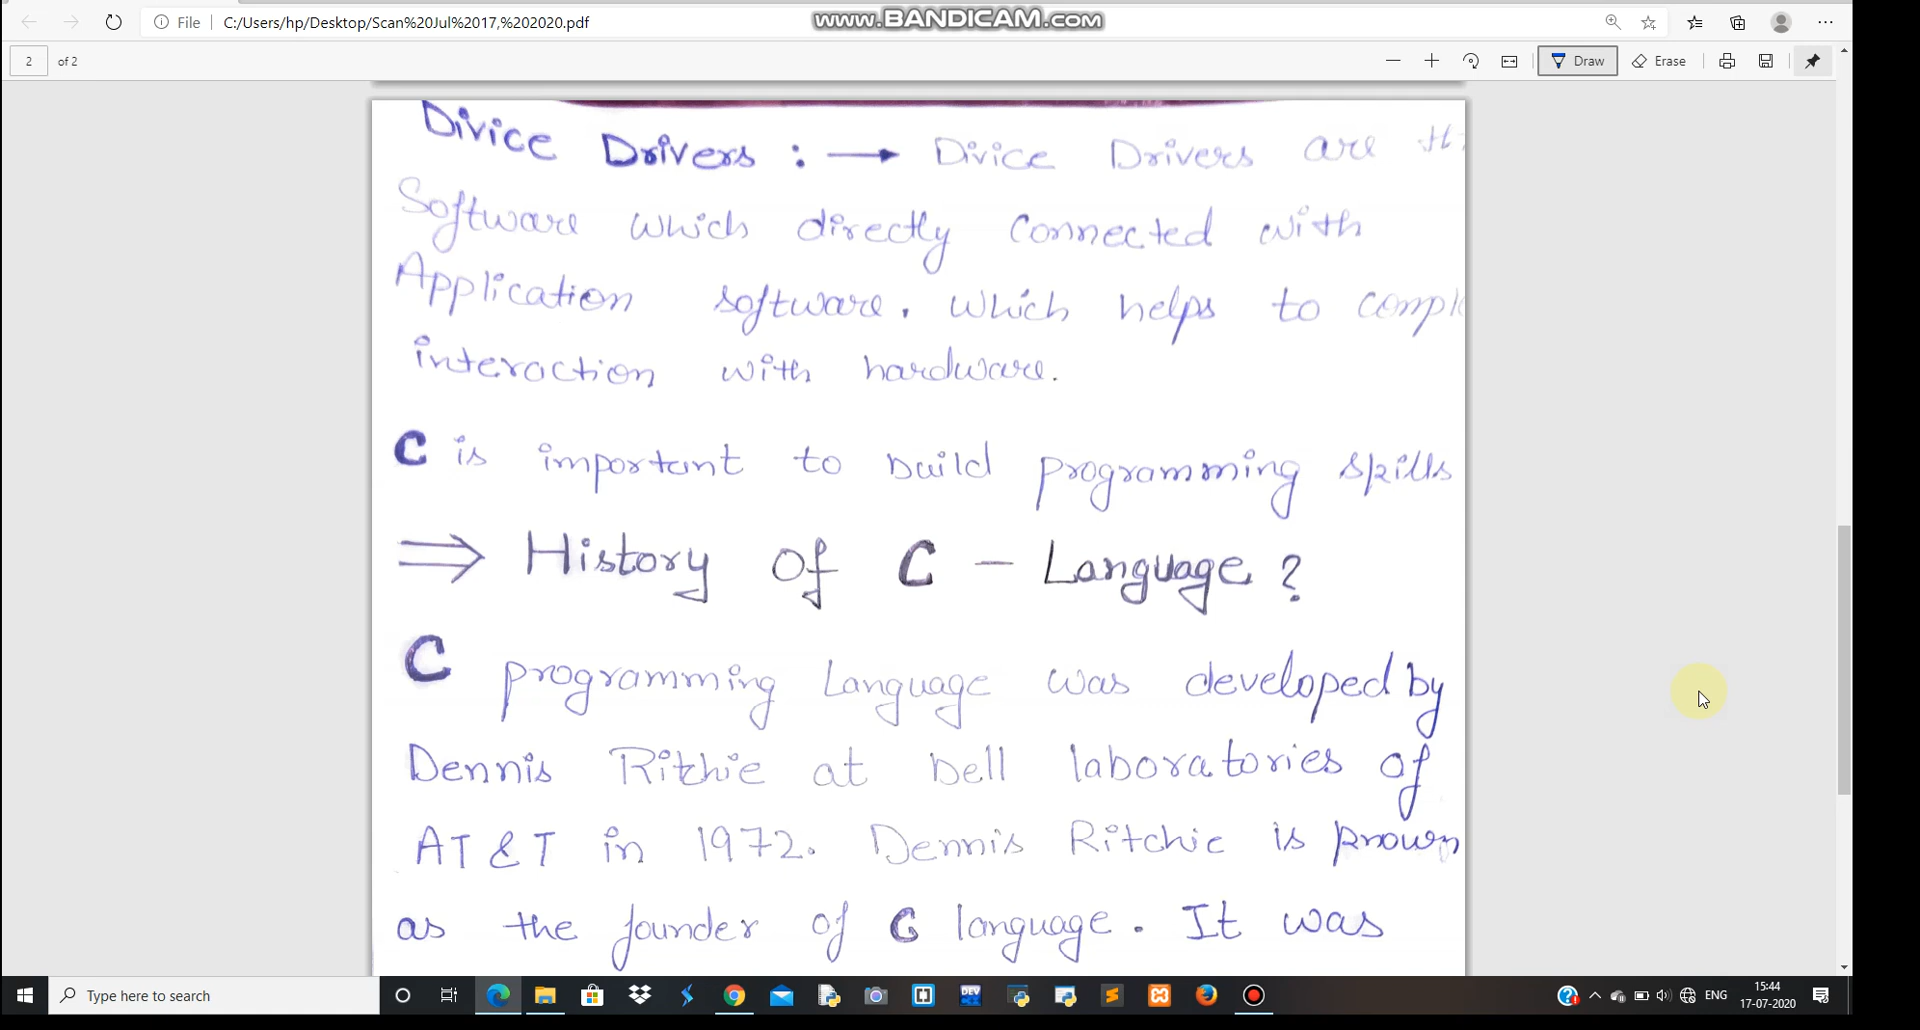 File C:/Users/hp/Desktop/Scan%20Jul%2017,%202020.pdf
www.BANDICAM.com
2 of 2
Draw Erase
Divice Drivers : → Divice Drivers are th
Software which directly connected with
Application software. which helps to compl
interaction with hardware.
C is important to build programming skills
⇒ History of C - Language ?
C programming Language was developed by
Dennis Ritchie at Bell laboratories of
AT&T in 1972. Dennis Ritchie is known
as the founder of C language. It was
Type here to search
DEV
ENG
15:44
17-07-2020